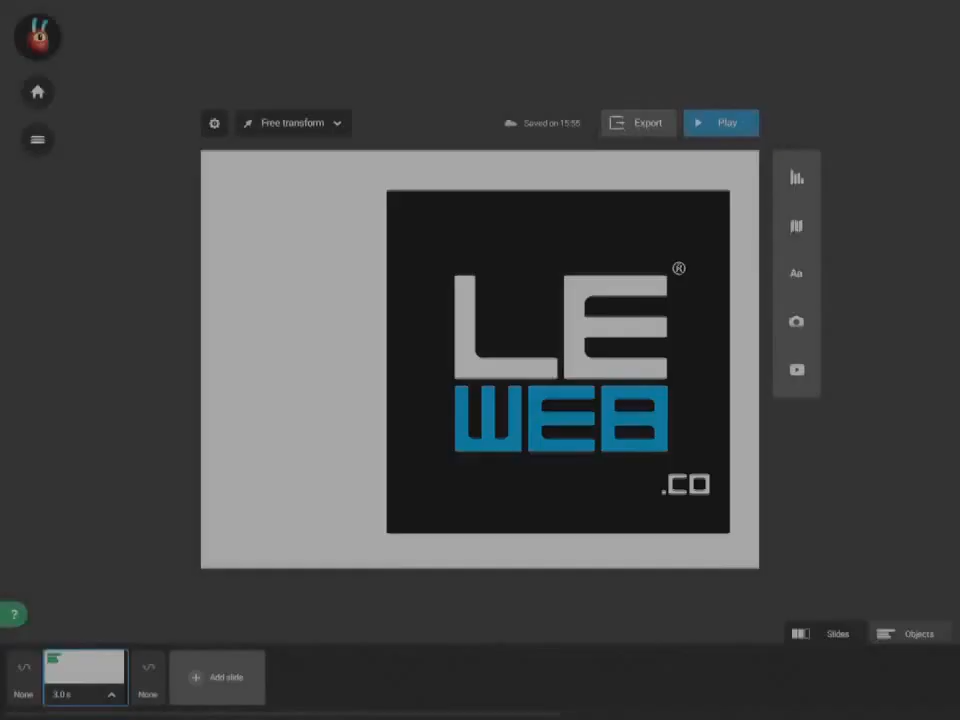 Free transform
Saved on 15:55
Export
Play
Aa
LE®
WEB
.CO
?
Slides
Objects
None
3.0 s
None
Add slide